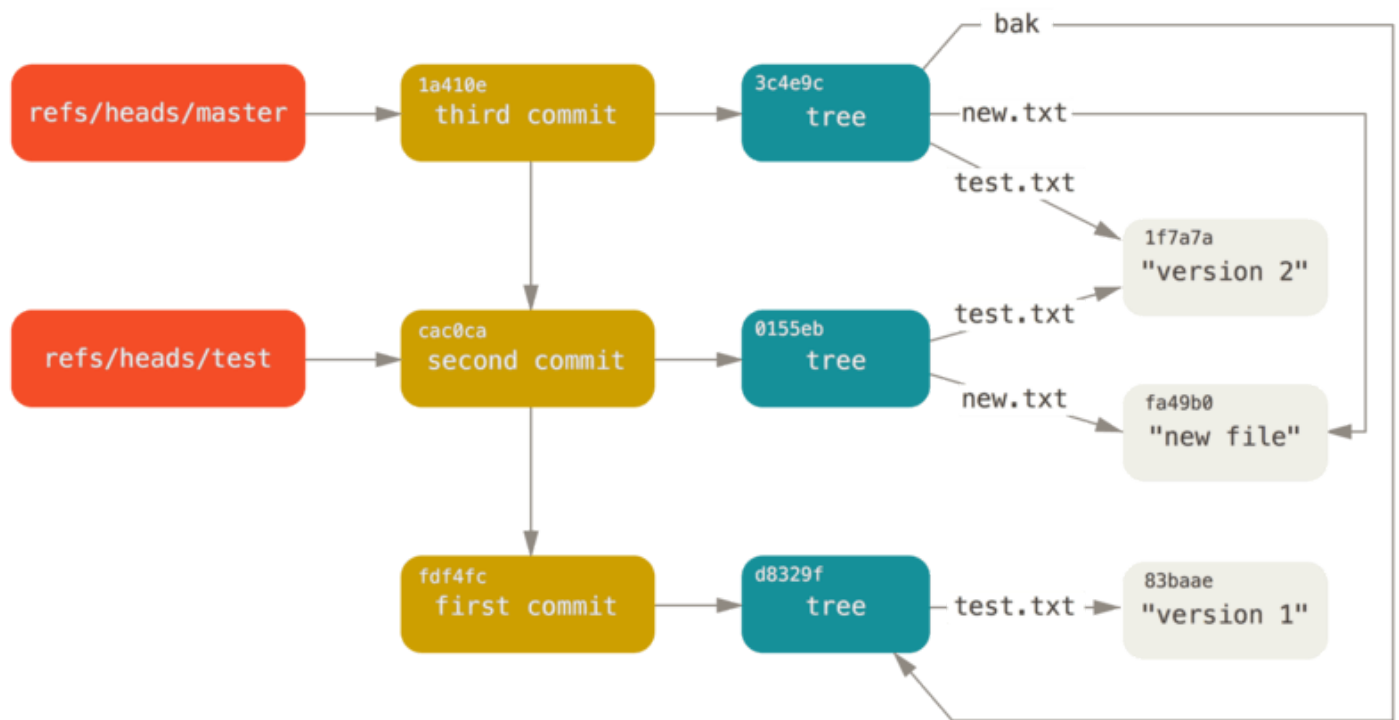 bak
refs/heads/master
1a410e
third commit
3c4e9c
tree
new.txt
test.txt
1f7a7a
"version 2"
refs/heads/test
cac0ca
second commit
0155eb
tree
test.txt
new.txt
fa49b0
"new file"
fdf4fc
first commit
d8329f
tree
test.txt
83baae
"version 1"